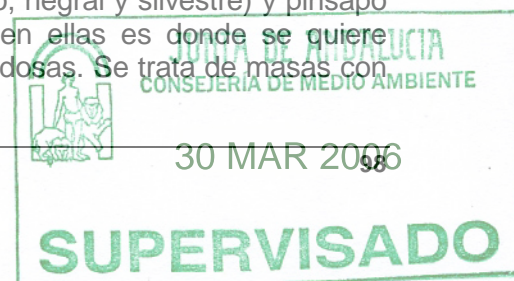 o, negral y silvestre) y pinsapo
en ellas es donde se quiere
dosas. Se trata de masas con
JUNTA DE ANDALUCIA
CONSEJERÍA DE MEDIO AMBIENTE
30 MAR 2006
98
SUPERVISADO